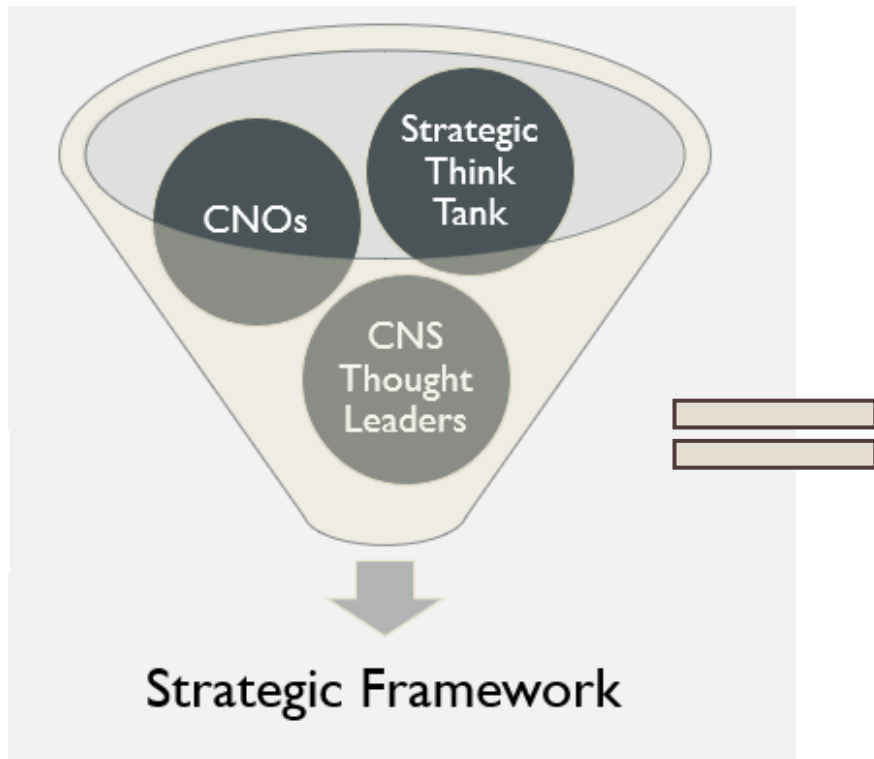 Strategic
Think
Tank
CNOs
CNS
Thought
Leaders
Strategic Framework